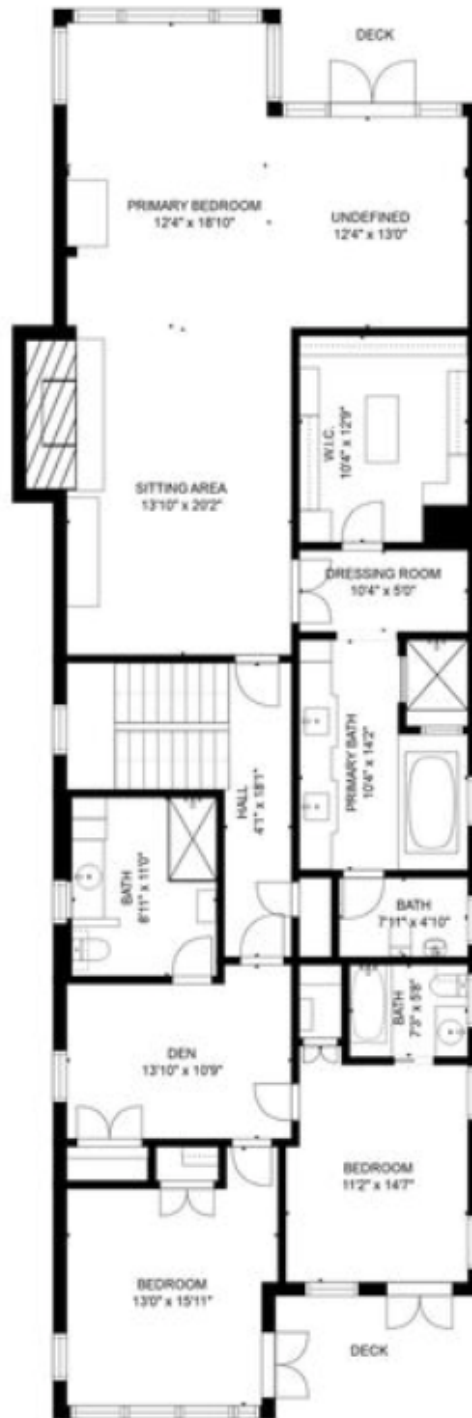 DECK
PRIMARY BEDROOM
12'4" x 18'10"
UNDEFINED
12'4" x 13'0"
W.I.C.
10'4" x 12'9"
SITTING AREA
13'10" x 20'2"
DRESSING ROOM
10'4" x 5'0"
PRIMARY BATH
10'4" x 14'2"
HALL
4'1" x 18'1"
BATH
8'11" x 11'0"
BATH
7'11" x 4'10"
BATH
7'3" x 5'8"
DEN
13'10" x 10'9"
BEDROOM
11'2" x 14'7"
BEDROOM
13'0" x 15'11"
DECK